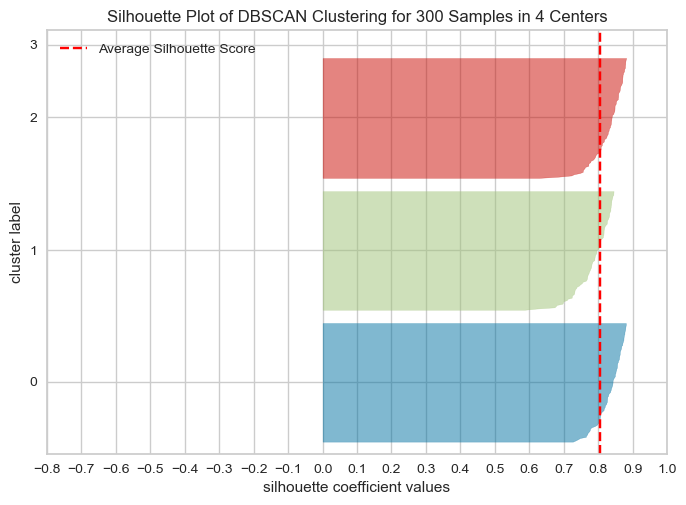 Silhouette Plot of DBSCAN Clustering for 300 Samples in 4 Centers
3
Average Silhouette Score
2
1
0
cluster label
−0.8 −0.7 −0.6 −0.5 −0.4 −0.3 −0.2 −0.1 0.0 0.1 0.2 0.3 0.4 0.5 0.6 0.7 0.8 0.9 1.0
silhouette coefficient values